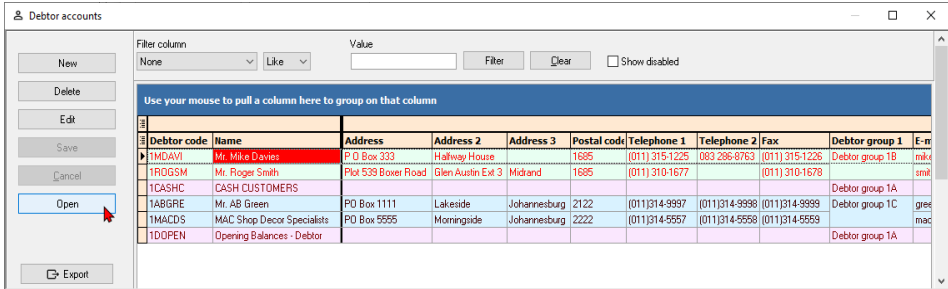 Debtor accounts
Filter column Value
None Like Filter Clear Show disabled
New
Delete
Edit
Save
Cancel
Open
Export
Use your mouse to pull a column here to group on that column
Debtor code Name Address Address 2 Address 3 Postal code Telephone 1 Telephone 2 Fax Debtor group 1 E-m
1MDAVI Mr. Mike Davies P O Box 333 Halfway House 1685 (011) 315-1225 083 286-8763 (011) 315-1226 Debtor group 1B mike
1ROGSM Mr. Roger Smith Plot 539 Boxer Road Glen Austin Ext 3 Midrand 1685 (011) 310-1677 (011) 310-1678 smit
1CASHC CASH CUSTOMERS Debtor group 1A
1ABGRE Mr. AB Green PO Box 1111 Lakeside Johannesburg 2122 (011)314-9997 (011)314-9998 (011)314-9999 Debtor group 1C gree
1MACDS MAC Shop Decor Specialists PO Box 5555 Morningside Johannesburg 2222 (011)314-5557 (011)314-5558 (011)314-5559 mac
1DOPEN Opening Balances - Debtor Debtor group 1A